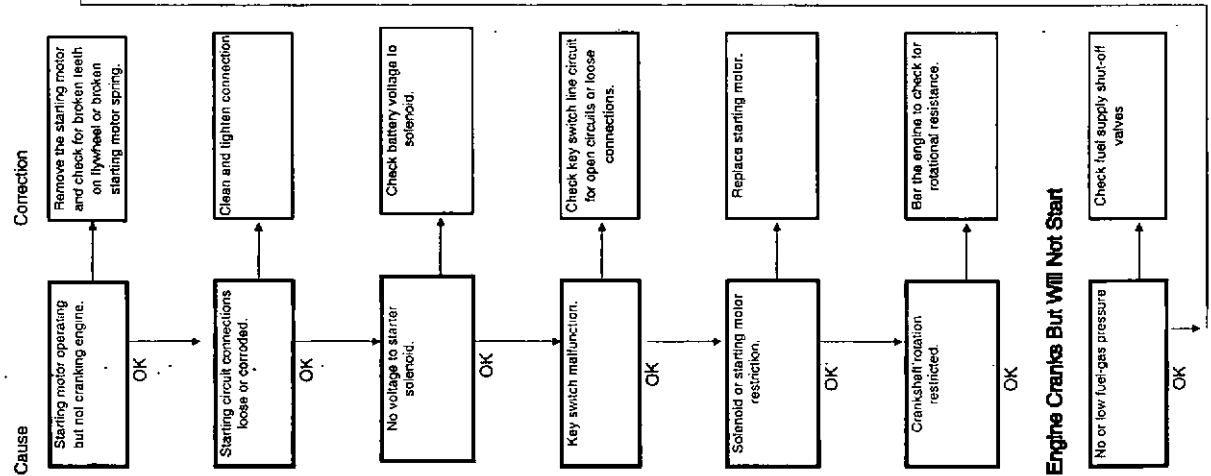 Cause
Correction
Starting motor operating
but not cranking engine.
Remove the starting motor
and check for broken teeth
on flywheel or broken
starting motor spring.
OK
Starting circuit connections
loose or corroded.
Clean and tighten connection
OK
No voltage to starter
solenoid.
Check battery voltage to
solenoid.
OK
Key switch malfunction.
Check key switch line circuit
for open circuits or loose
connections.
OK
Solenoid or starting motor
restriction.
Replace starting motor.
OK
Crankshaft rotation
restricted.
Bar the engine to check for
rotational resistance.
OK
Engine Cranks But Will Not Start
No or low fuel-gas pressure
Check fuel supply shut-off
valves
OK